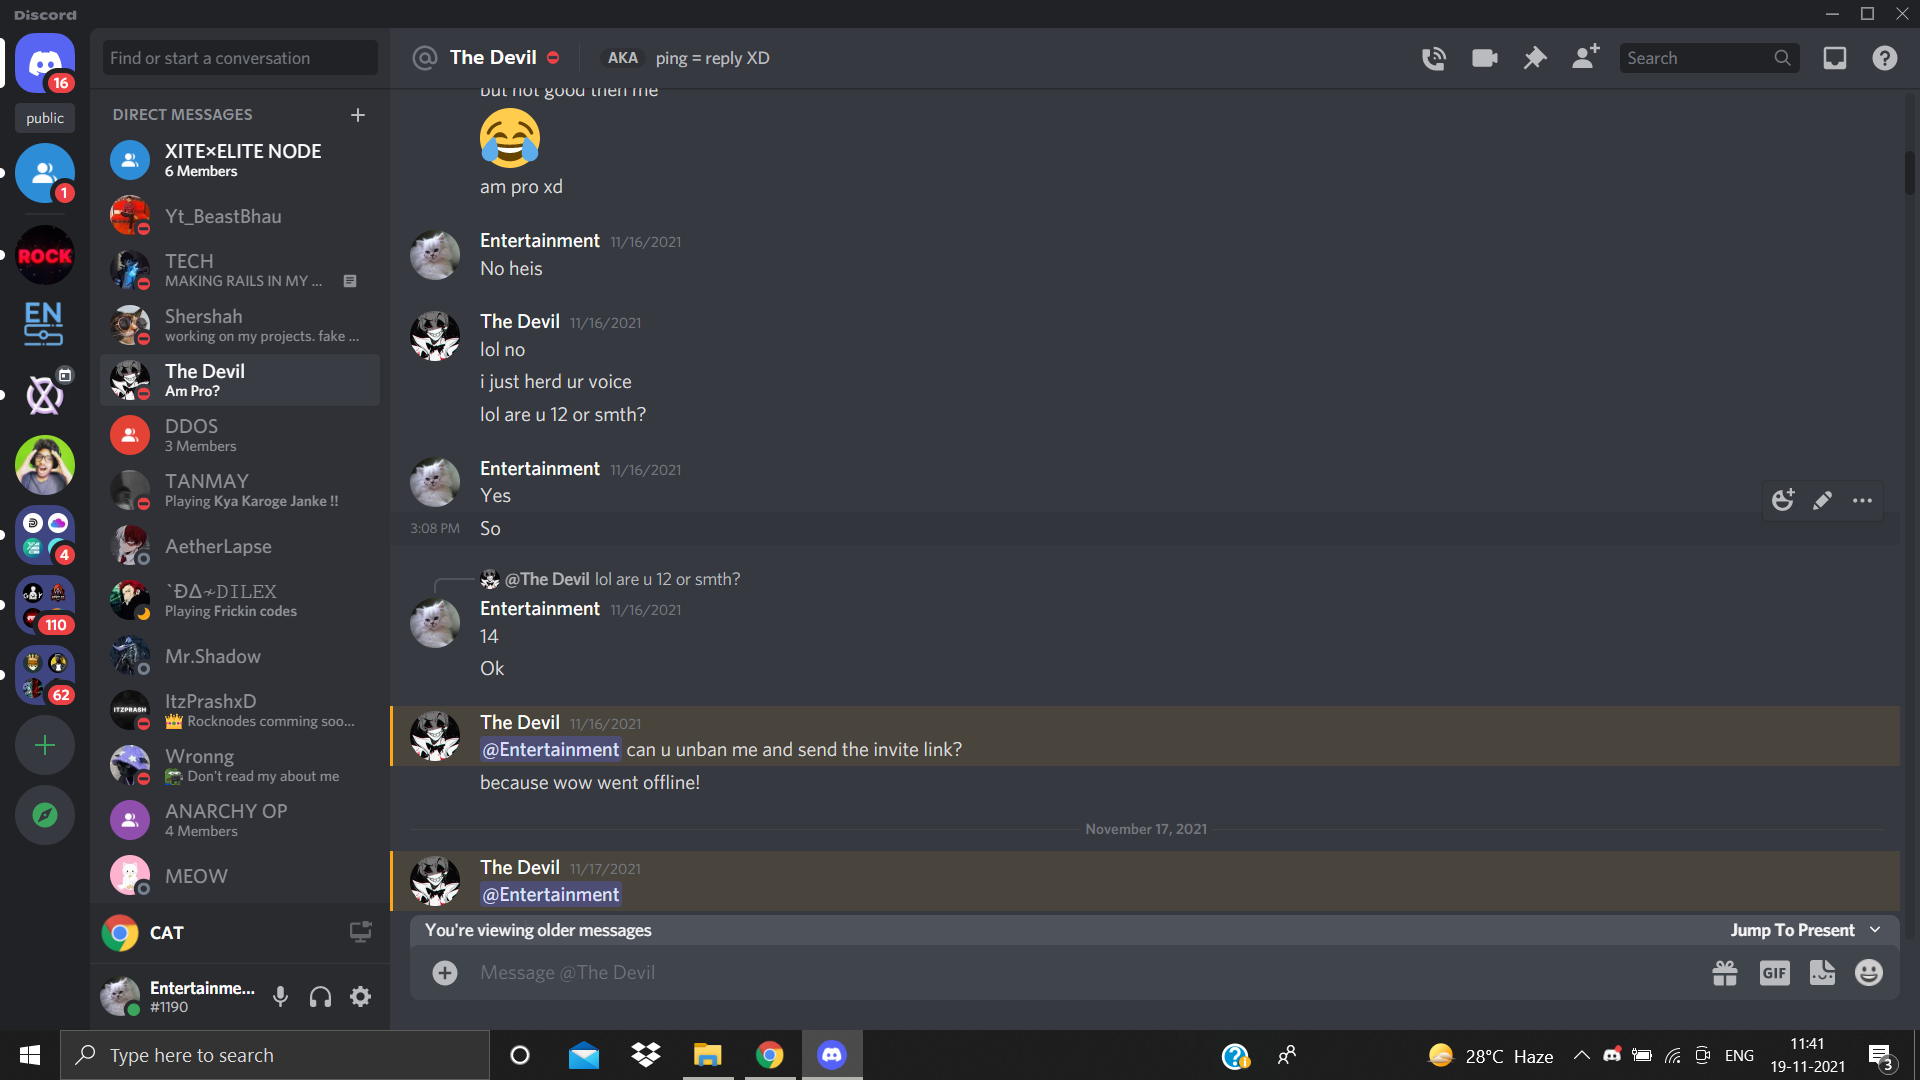 Discord
Find or start a conversation
The Devil
AKA
ping = reply XD
Search
16
public
1
ROCK
EN
4
110
62
DIRECT MESSAGES
XITE×ELITE NODE
6 Members
Yt_BeastBhau
TECH
MAKING RAILS IN MY ...
Shershah
working on my projects. fake ...
The Devil
Am Pro?
DDOS
3 Members
TANMAY
Playing Kya Karoge Janke !!
AetherLapse
`ĐΔ≁DILEX
Playing Frickin codes
Mr.Shadow
ITZPRASH
ItzPrashxD
Rocknodes comming soo...
Wronng
Don't read my about me
ANARCHY OP
4 Members
MEOW
CAT
Entertainme...
#1190
but not good then me
am pro xd
Entertainment 11/16/2021
No heis
The Devil 11/16/2021
lol no
i just herd ur voice
lol are u 12 or smth?
Entertainment 11/16/2021
Yes
3:08 PM So
@The Devil lol are u 12 or smth?
Entertainment 11/16/2021
14
Ok
The Devil 11/16/2021
@Entertainment can u unban me and send the invite link?
because wow went offline!
November 17, 2021
The Devil 11/17/2021
@Entertainment
You're viewing older messages
Jump To Present
Message @The Devil
GIF
Type here to search
28°C Haze
ENG
11:41
19-11-2021
3